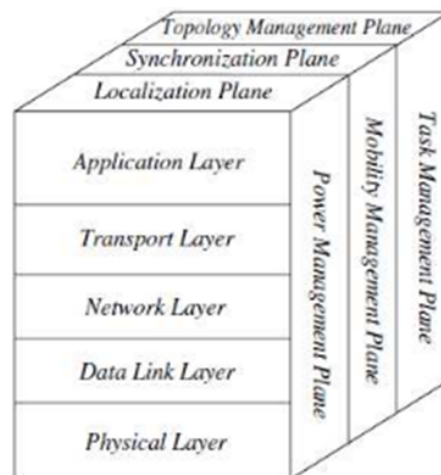 Topology Management Plane
Synchronization Plane
Localization Plane
Application Layer
Transport Layer
Network Layer
Data Link Layer
Physical Layer
Power Management Plane
Mobility Management Plane
Task Management Plane